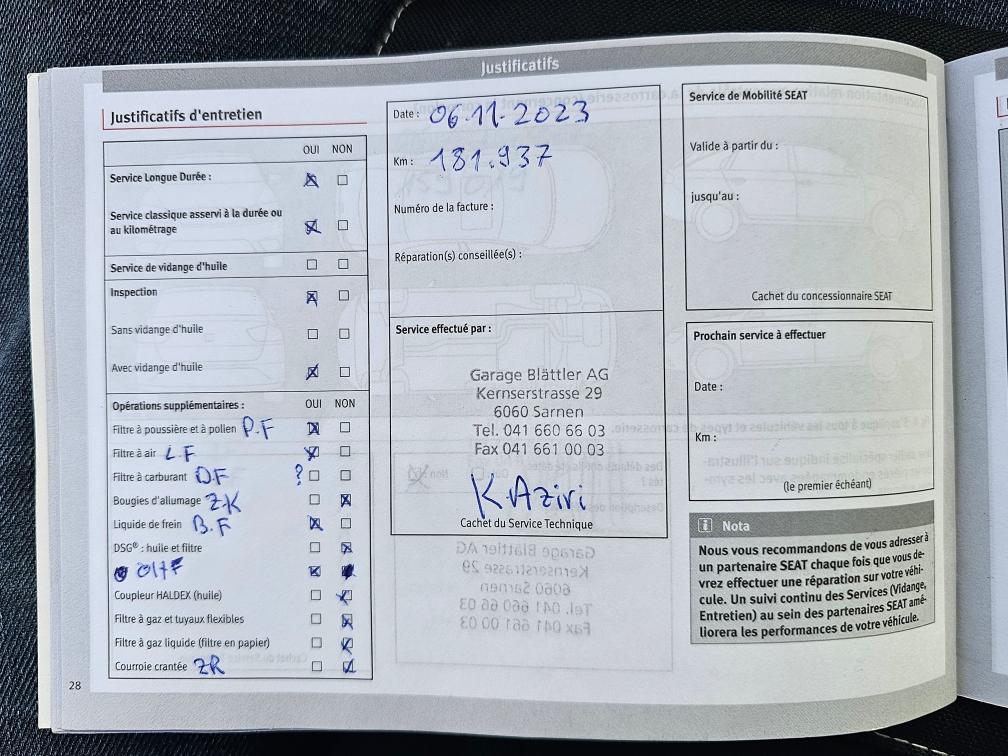 Justificatifs
Justificatifs d'entretien
OUI NON
Service Longue Durée :
Service classique asservi à la durée ou
au kilométrage
Service de vidange d'huile
Inspection
Sans vidange d'huile
Avec vidange d'huile
Opérations supplémentaires : OUI NON
Filtre à poussière et à pollen P.F
Filtre à air L.F
Filtre à carburant D.F ?
Bougies d'allumage ZK
Liquide de frein B.F
DSG® : huile et filtre
Coupleur HALDEX (huile)
Filtre à gaz et tuyaux flexibles
Filtre à gaz liquide (filtre en papier)
Courroie crantée ZR
28
Date : 06.11.2023
Km : 181.937
Numéro de la facture :
Réparation(s) conseillée(s) :
Service effectué par :
Garage Blättler AG
Kernserstrasse 29
6060 Sarnen
Tel. 041 660 66 03
Fax 041 661 00 03
K. Aziri
Cachet du Service Technique
Service de Mobilité SEAT
Valide à partir du :
jusqu'au :
Cachet du concessionnaire SEAT
Prochain service à effectuer
Date :
Km :
(le premier échéant)
i Nota
Nous vous recommandons de vous adresser à
un partenaire SEAT chaque fois que vous de-
vrez effectuer une réparation sur votre véhi-
cule. Un suivi continu des Services (Vidange,
Entretien) au sein des partenaires SEAT amé-
liorera les performances de votre véhicule.